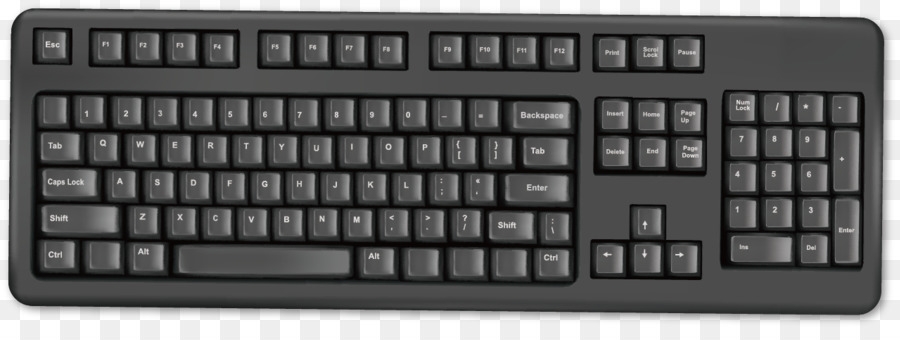 Esc F1 F2 F3 F4 F5 F6 F7 F8 F9 F10 F11 F12 Print Scrol Lock Pause
1 2 3 4 5 6 7 8 9 0 _ = Backspace Insert Home Page Up Num Lock / * -
Tab Q W E R T Y U I O P { [ } ] Tab Delete End Page Down 7 8 9 +
Caps Lock A S D F G H J K L : ; " , Enter 4 5 6
Shift Z X C V B N M < , > . ? / Shift : \ ↑ 1 2 3 Enter
Ctrl Alt Alt Ctrl ← ↓ → Ins Del